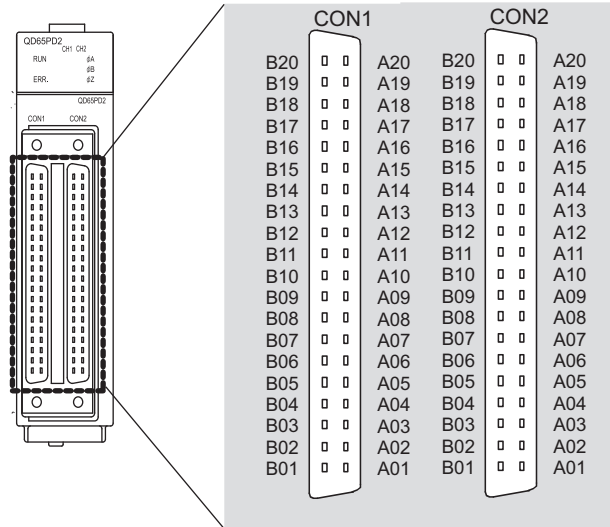 QD65PD2
CH1 CH2
RUN øA
øB
ERR. øZ
QD65PD2
CON1 CON2
CON1 CON2
B20 A20 B20 A20
B19 A19 B19 A19
B18 A18 B18 A18
B17 A17 B17 A17
B16 A16 B16 A16
B15 A15 B15 A15
B14 A14 B14 A14
B13 A13 B13 A13
B12 A12 B12 A12
B11 A11 B11 A11
B10 A10 B10 A10
B09 A09 B09 A09
B08 A08 B08 A08
B07 A07 B07 A07
B06 A06 B06 A06
B05 A05 B05 A05
B04 A04 B04 A04
B03 A03 B03 A03
B02 A02 B02 A02
B01 A01 B01 A01